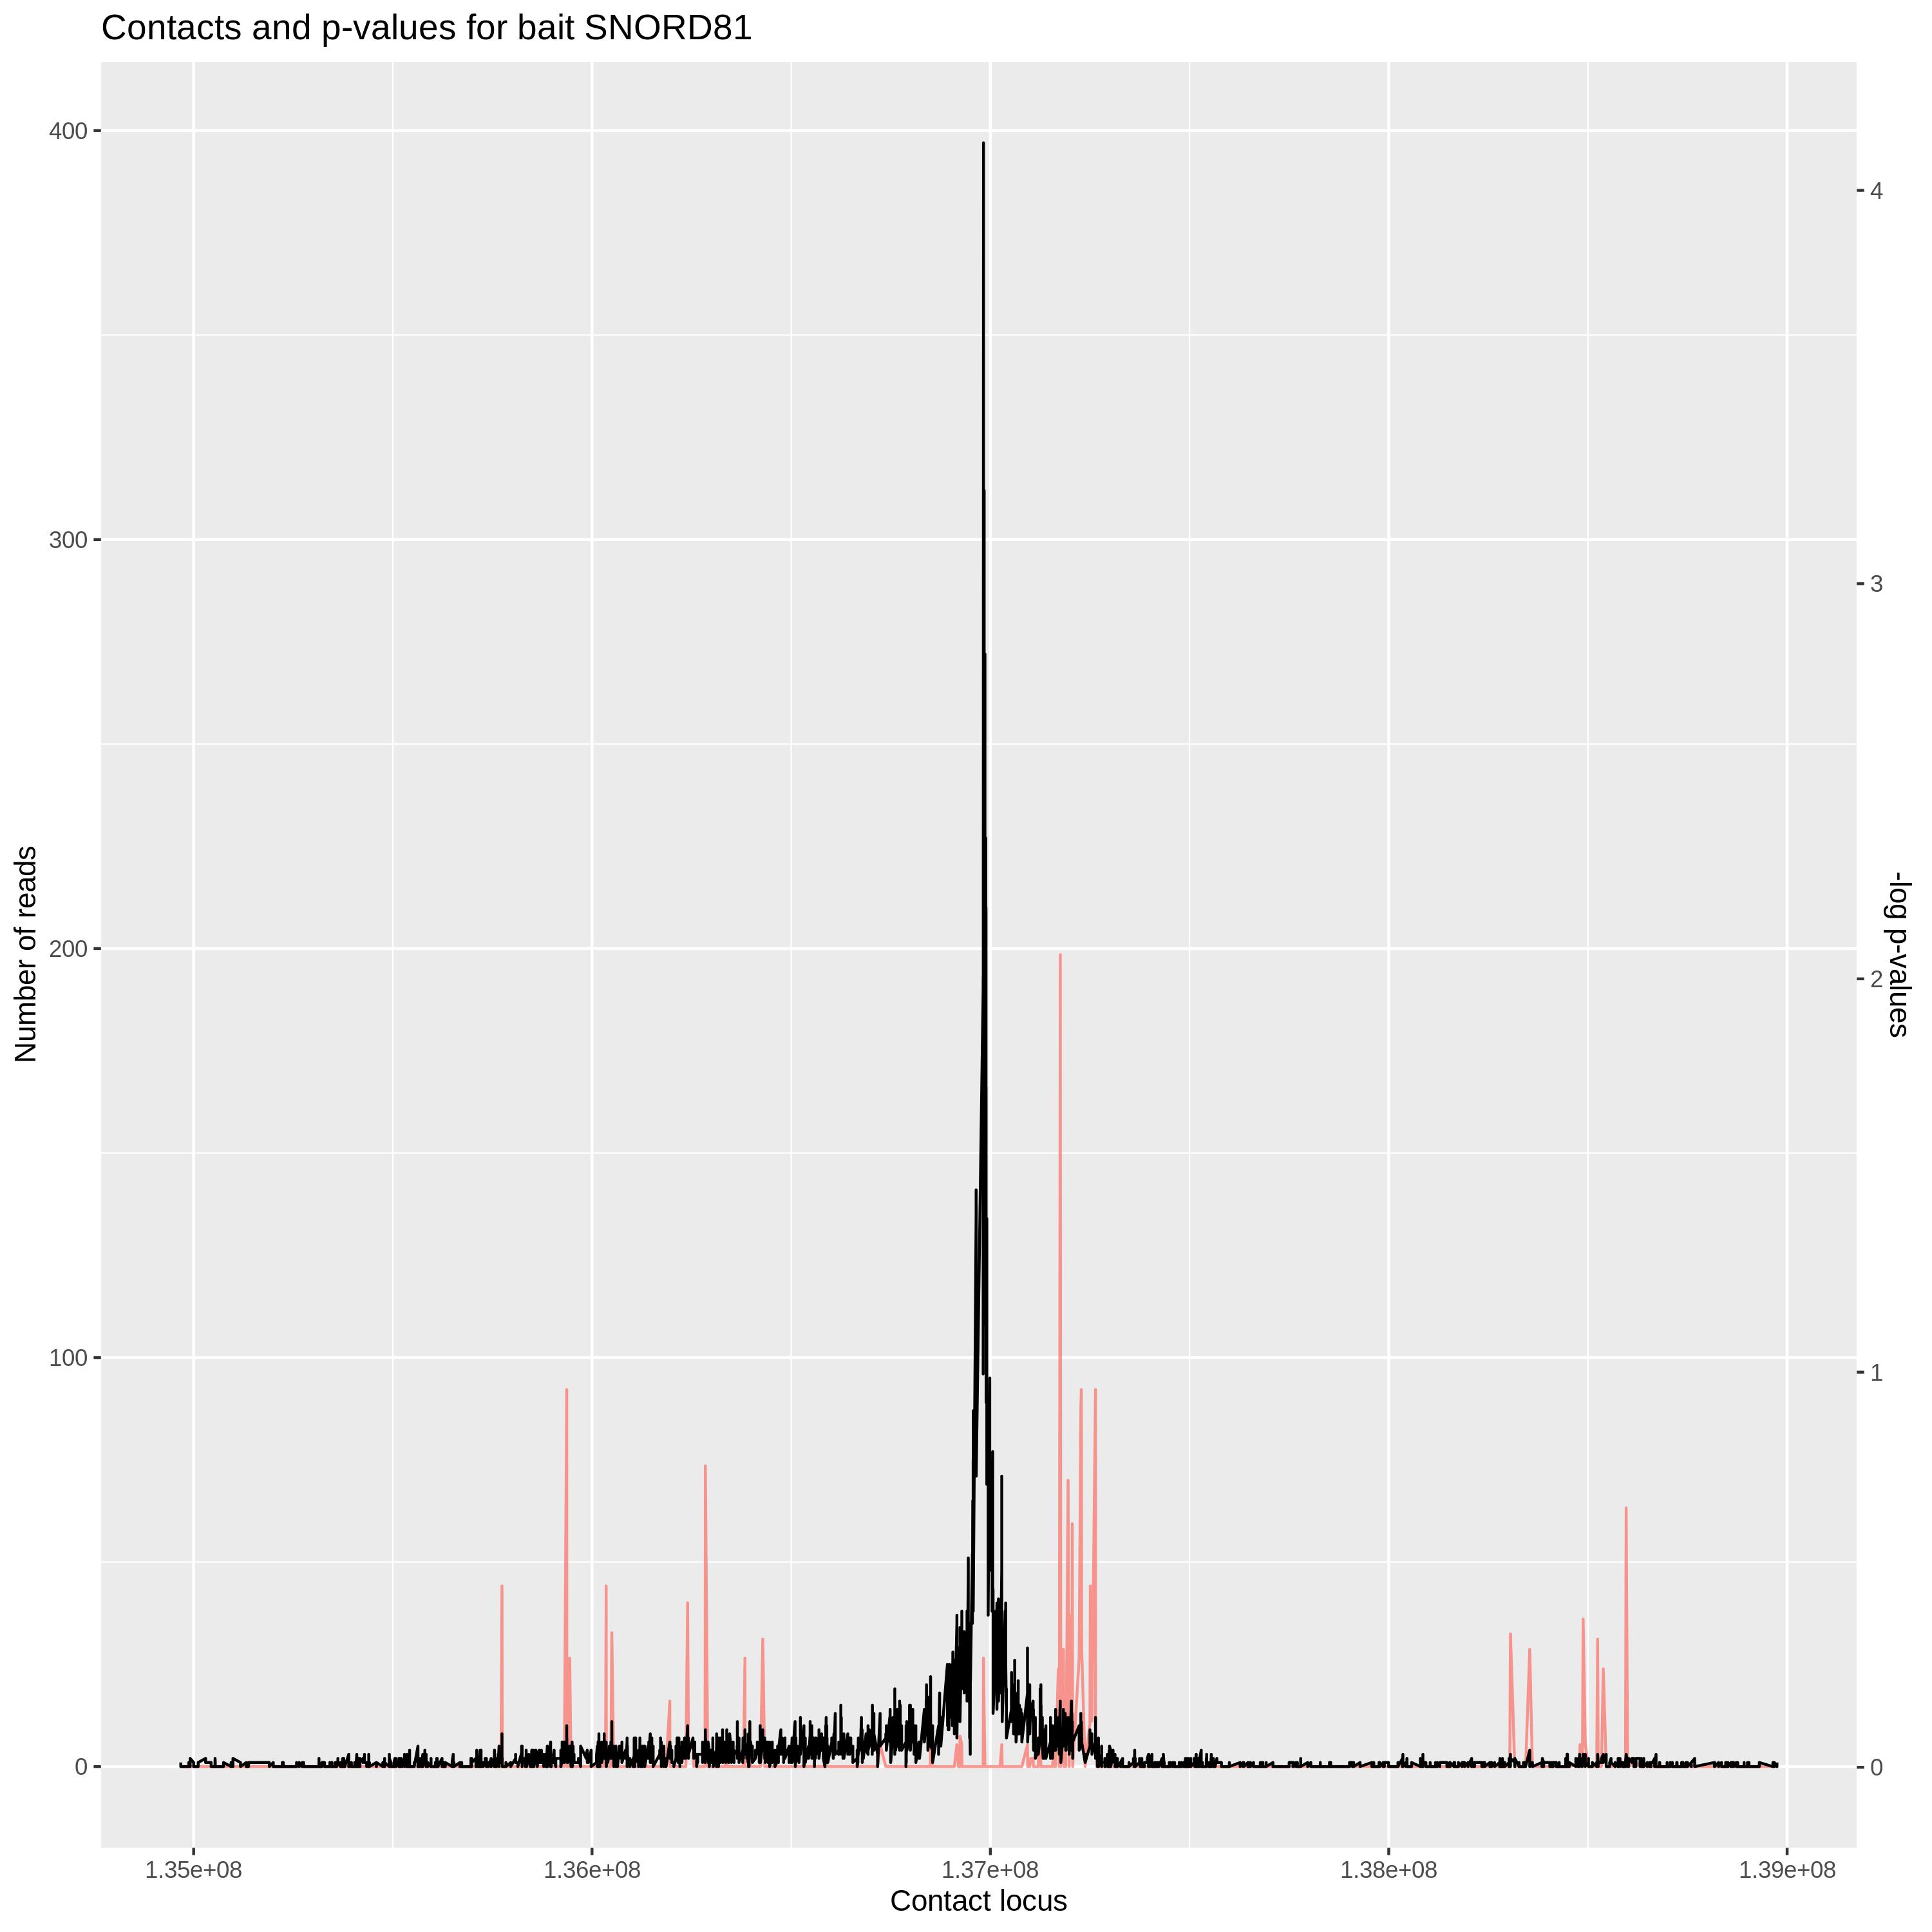 Contacts and p-values for bait SNORD81
400
300
200
100
0
Number of reads
4
3
2
1
0
-log p-values
1.35e+08
1.36e+08
1.37e+08
1.38e+08
1.39e+08
Contact locus